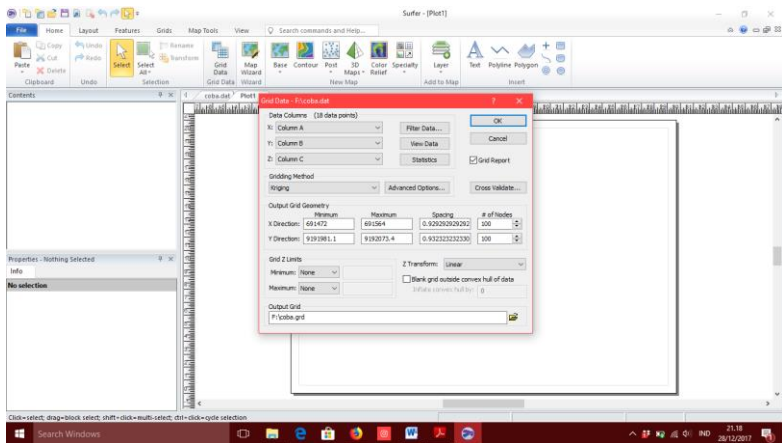 Surfer - [Plot1]
File Home Layout Features Grids Map Tools View Search commands and Help...
Paste
Copy
Cut
Delete
Clipboard
Undo
Redo
Undo
Select
Select All
Rename
Transform
Selection
Grid Data
Grid Data
Map Wizard
Wizard
Base Contour Post 3D Maps Color Relief Specialty
New Map
Layer
Add to Map
Text Polyline Polygon
Insert
Contents
coba.dat Plot1
Properties - Nothing Selected
Info
No selection
Grid Data - F:\coba.dat
Data Columns (18 data points)
X: Column A Filter Data...
Y: Column B View Data
Z: Column C Statistics
OK
Cancel
Grid Report
Gridding Method
Kriging Advanced Options... Cross Validate...
Output Grid Geometry
Minimum Maximum Spacing # of Nodes
X Direction: 691472 691564 0.929292929292 100
Y Direction: 9191981.1 9192073.4 0.932323232330 100
Grid Z Limits
Minimum: None
Maximum: None
Z Transform: Linear
Blank grid outside convex hull of data
Inflate convex hull by: 0
Output Grid
F:\coba.grd
Click=select; drag=block select; shift+click=multi-select; ctrl+click=cycle selection
Search Windows
IND
21.18
28/12/2017